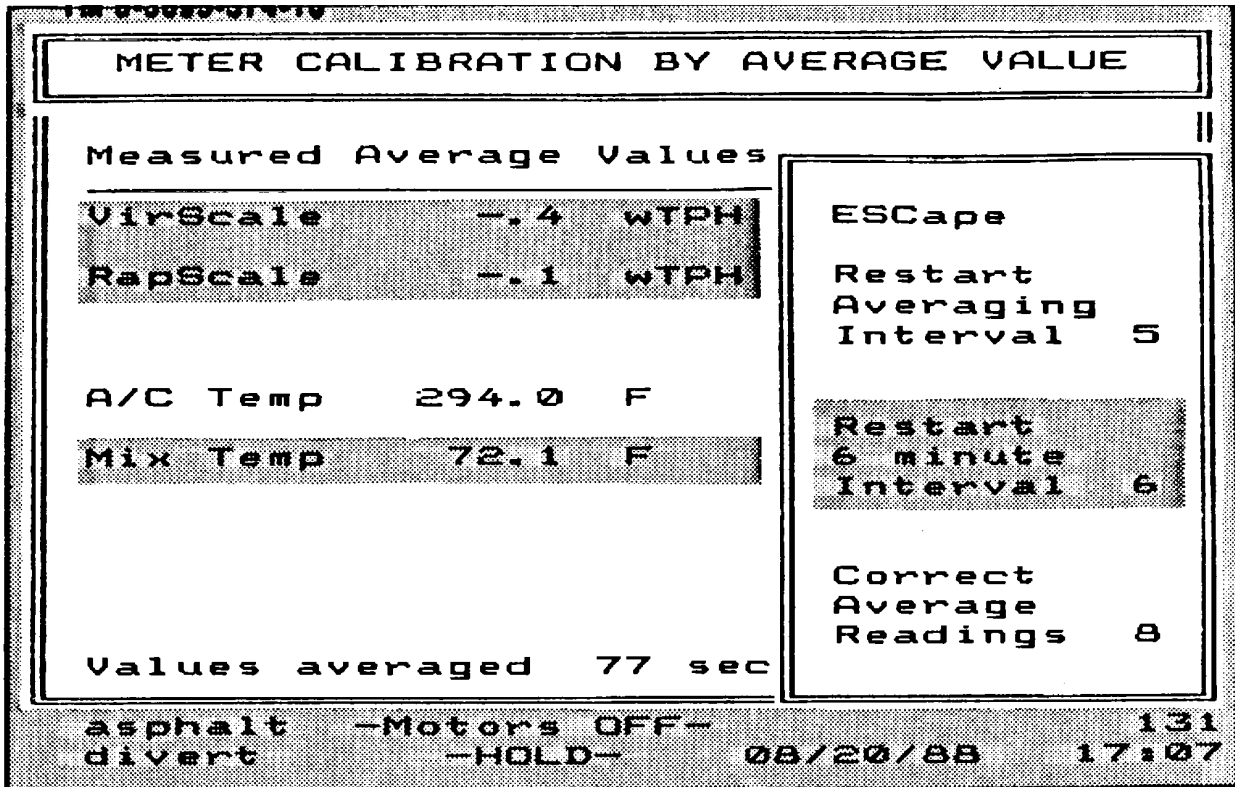 METER CALIBRATION BY AVERAGE VALUE
Measured Average Values
VirScale -.4 wTPH
RapScale -.1 wTPH
A/C Temp 294.0 F
Mix Temp 72.1 F
Values averaged 77 sec
ESCape
Restart
Averaging
Interval 5
Restart
6 minute
Interval 6
Correct
Average
Readings 8
asphalt -Motors OFF- 131
divert -HOLD- 08/20/88 17:07